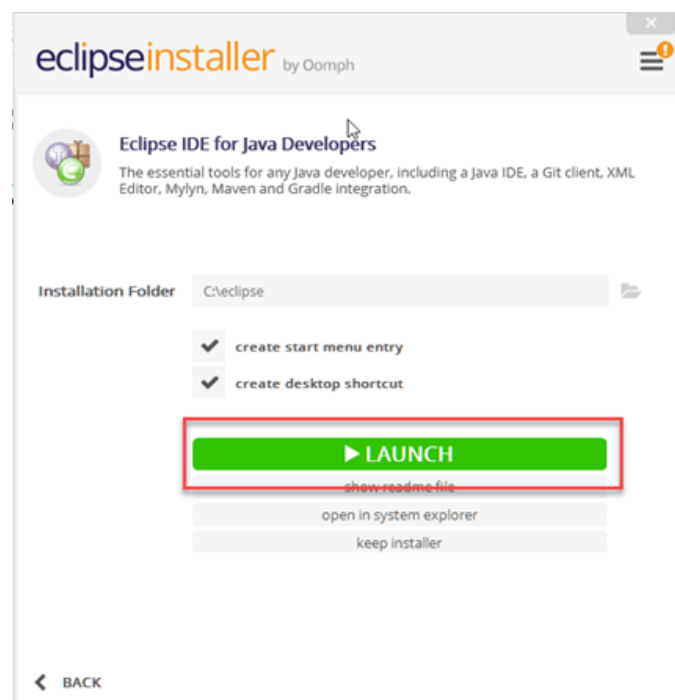 eclipseinstaller by Oomph
Eclipse IDE for Java Developers
The essential tools for any Java developer, including a Java IDE, a Git client, XML
Editor, Mylyn, Maven and Gradle integration.
Installation Folder C:\eclipse
create start menu entry
create desktop shortcut
LAUNCH
show readme file
open in system explorer
keep installer
BACK